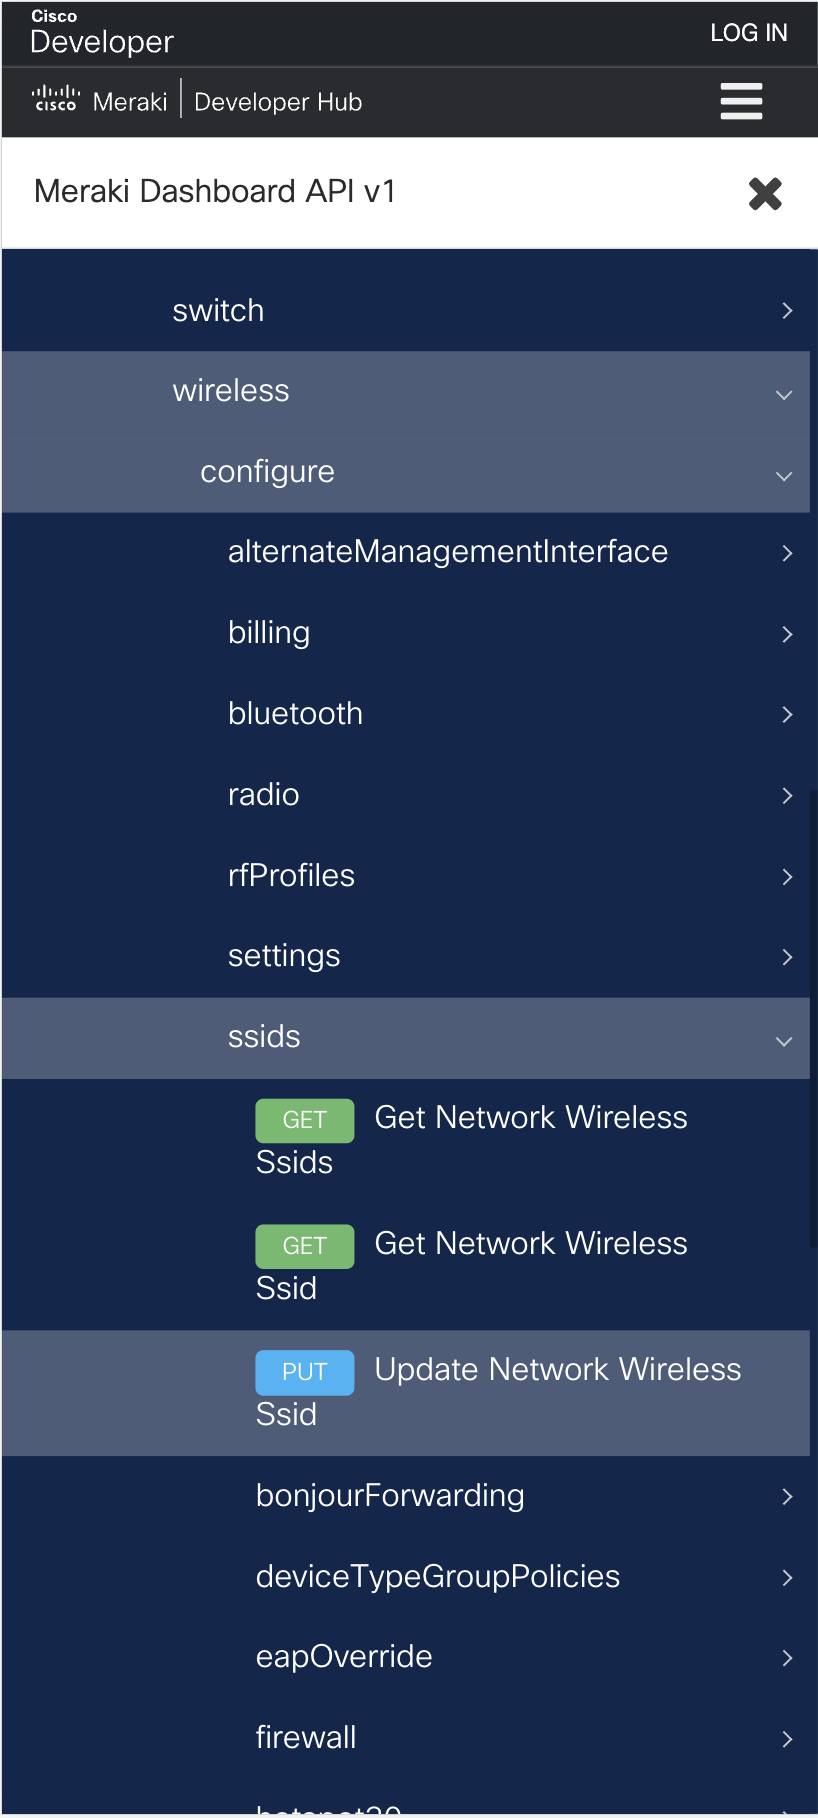 Cisco
Developer
LOG IN
cisco Meraki Developer Hub
Meraki Dashboard API v1
switch
wireless
configure
alternateManagementInterface
billing
bluetooth
radio
rfProfiles
settings
ssids
GET Get Network Wireless
Ssids
GET Get Network Wireless
Ssid
PUT Update Network Wireless
Ssid
bonjourForwarding
deviceTypeGroupPolicies
eapOverride
firewall
hotspot20